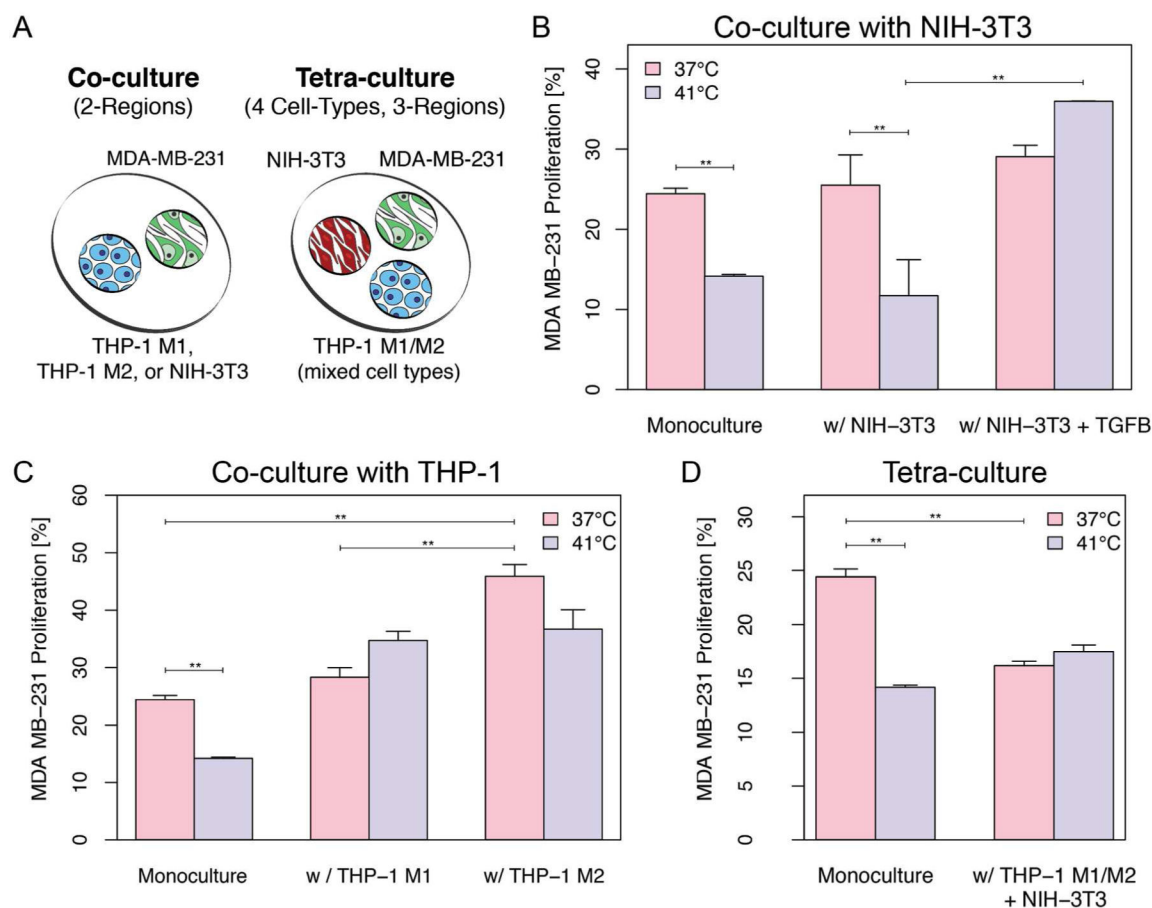 A
Co-culture
(2-Regions)
MDA-MB-231
THP-1 M1,
THP-1 M2, or NIH-3T3
Tetra-culture
(4 Cell-Types, 3-Regions)
NIH-3T3
MDA-MB-231
THP-1 M1/M2
(mixed cell types)
B
Co-culture with NIH-3T3
MDA MB-231 Proliferation [%]
0
10
20
30
40
37°C
41°C
**
**
**
Monoculture
w/ NIH-3T3
w/ NIH-3T3 + TGFB
C
Co-culture with THP-1
MDA MB-231 Proliferation [%]
0
10
20
30
40
50
60
37°C
41°C
**
**
**
Monoculture
w / THP-1 M1
w/ THP-1 M2
D
Tetra-culture
MDA MB-231 Proliferation [%]
0
5
10
15
20
25
30
37°C
41°C
**
**
Monoculture
w/ THP-1 M1/M2
+ NIH-3T3